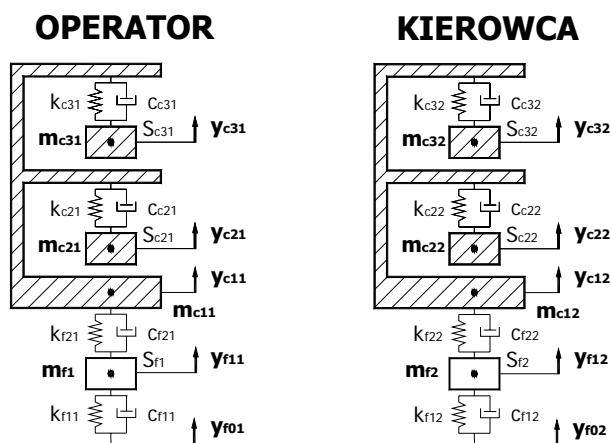 OPERATOR KIEROWCA
kc31 cc31 kc32 cc32
Sc31 yc31 Sc32 yc32
mc31 mc32
kc21 cc21 kc22 cc22
Sc21 yc21 Sc22 yc22
mc21 mc22
yc11 yc12
mc11 mc12
kf21 cf21 kf22 cf22
Sf1 yf11 Sf2 yf12
mf1 mf2
kf11 cf11 kf12 cf12
yf01 yf02